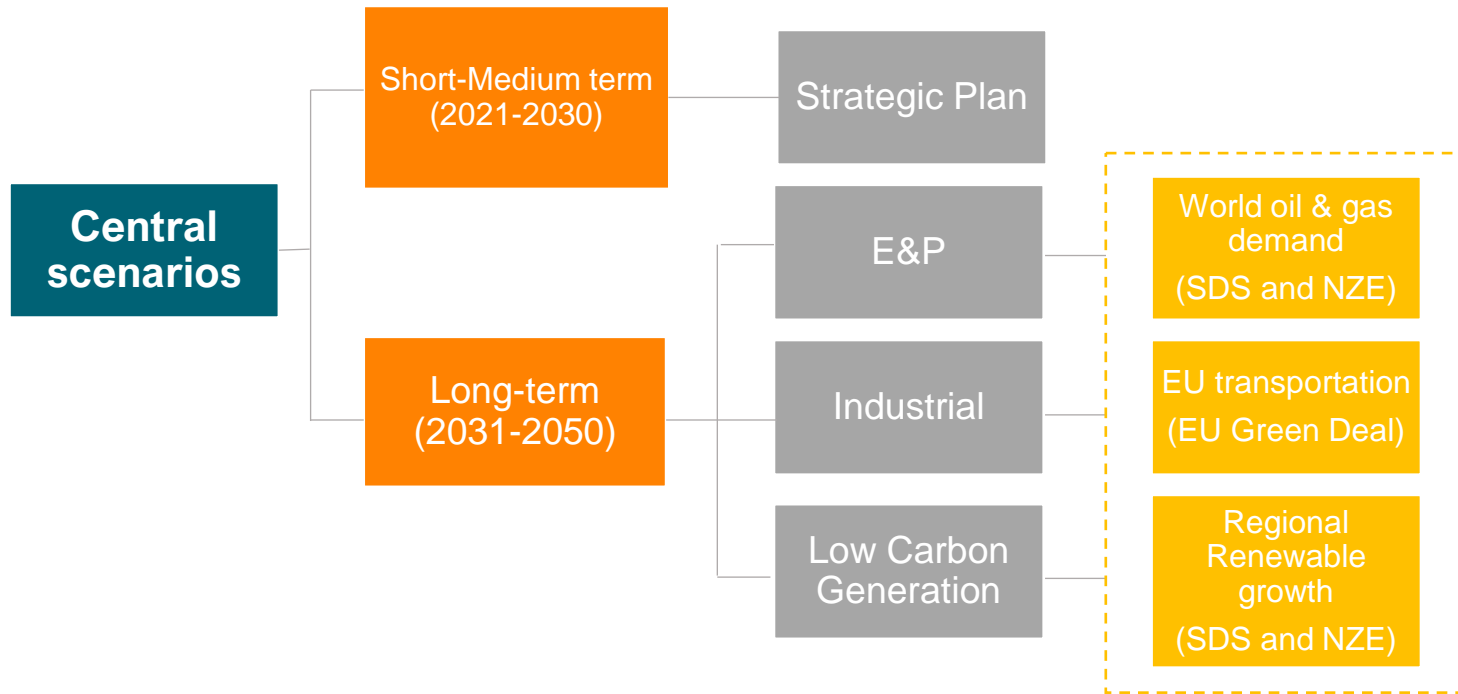 Central
scenarios
Short-Medium term
(2021-2030)
Long-term
(2031-2050)
Strategic Plan
E&P
Industrial
Low Carbon
Generation
World oil & gas
demand
(SDS and NZE)
EU transportation
(EU Green Deal)
Regional
Renewable
growth
(SDS and NZE)